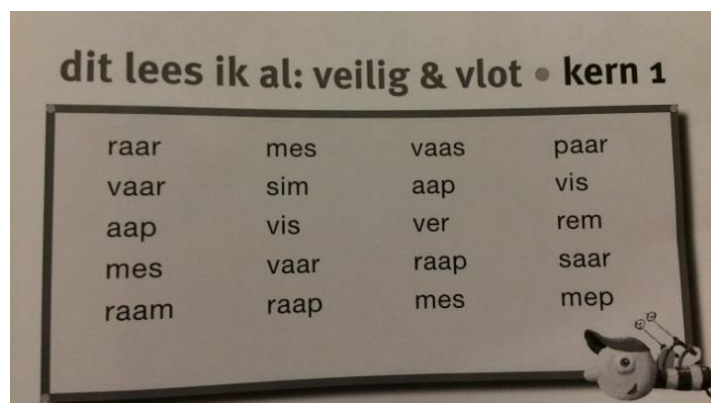 dit lees ik al: veilig & vlot • kern 1
raar mes vaas paar
vaar sim aap vis
aap vis ver rem
mes vaar raap saar
raam raap mes mep